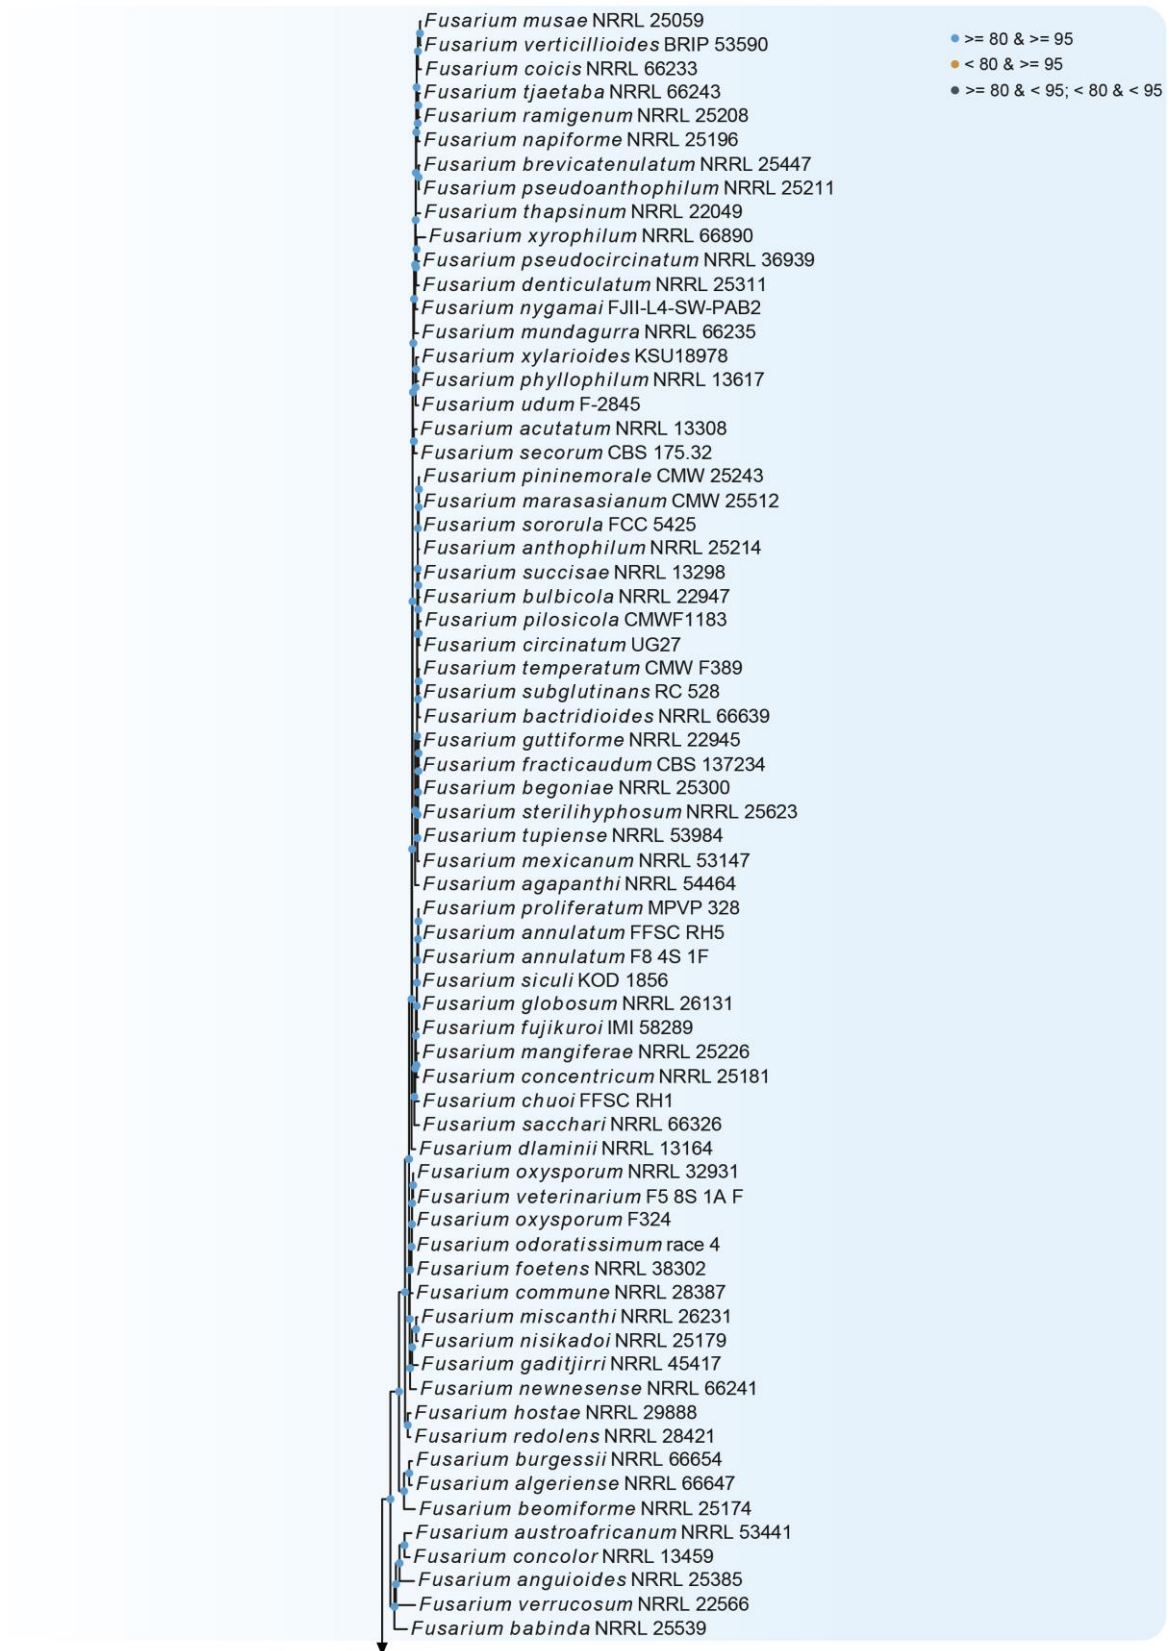 Fusarium musae NRRL 25059
>= 80 & >= 95
Fusarium verticillioides BRIP 53590
< 80 & >= 95
Fusarium coicis NRRL 66233
>= 80 & < 95; < 80 & < 95
Fusarium tjaetaba NRRL 66243
Fusarium ramigenum NRRL 25208
Fusarium napiforme NRRL 25196
Fusarium brevicatenulatum NRRL 25447
Fusarium pseudoanthophilum NRRL 25211
Fusarium thapsinum NRRL 22049
Fusarium xyrophilum NRRL 66890
Fusarium pseudocircinatum NRRL 36939
Fusarium denticulatum NRRL 25311
Fusarium nygamai FJII-L4-SW-PAB2
Fusarium mundagurra NRRL 66235
Fusarium xylarioides KSU18978
Fusarium phyllophilum NRRL 13617
Fusarium udum F-2845
Fusarium acutatum NRRL 13308
Fusarium secorum CBS 175.32
Fusarium pininemorale CMW 25243
Fusarium marasasianum CMW 25512
Fusarium sororula FCC 5425
Fusarium anthophilum NRRL 25214
Fusarium succisae NRRL 13298
Fusarium bulbicola NRRL 22947
Fusarium pilosicola CMWF1183
Fusarium circinatum UG27
Fusarium temperatum CMW F389
Fusarium subglutinans RC 528
Fusarium bactridioides NRRL 66639
Fusarium guttiforme NRRL 22945
Fusarium fracticaudum CBS 137234
Fusarium begoniae NRRL 25300
Fusarium sterilihyphosum NRRL 25623
Fusarium tupiense NRRL 53984
Fusarium mexicanum NRRL 53147
Fusarium agapanthi NRRL 54464
Fusarium proliferatum MPVP 328
Fusarium annulatum FFSC RH5
Fusarium annulatum F8 4S 1F
Fusarium siculi KOD 1856
Fusarium globosum NRRL 26131
Fusarium fujikuroi IMI 58289
Fusarium mangiferae NRRL 25226
Fusarium concentricum NRRL 25181
Fusarium chuoi FFSC RH1
Fusarium sacchari NRRL 66326
Fusarium dlaminii NRRL 13164
Fusarium oxysporum NRRL 32931
Fusarium veterinarium F5 8S 1A F
Fusarium oxysporum F324
Fusarium odoratissimum race 4
Fusarium foetens NRRL 38302
Fusarium commune NRRL 28387
Fusarium miscanthi NRRL 26231
Fusarium nisikadoi NRRL 25179
Fusarium gaditjirri NRRL 45417
Fusarium newnesense NRRL 66241
Fusarium hostae NRRL 29888
Fusarium redolens NRRL 28421
Fusarium burgessii NRRL 66654
Fusarium algeriense NRRL 66647
Fusarium beomiforme NRRL 25174
Fusarium austroafricanum NRRL 53441
Fusarium concolor NRRL 13459
Fusarium anguioides NRRL 25385
Fusarium verrucosum NRRL 22566
Fusarium babinda NRRL 25539